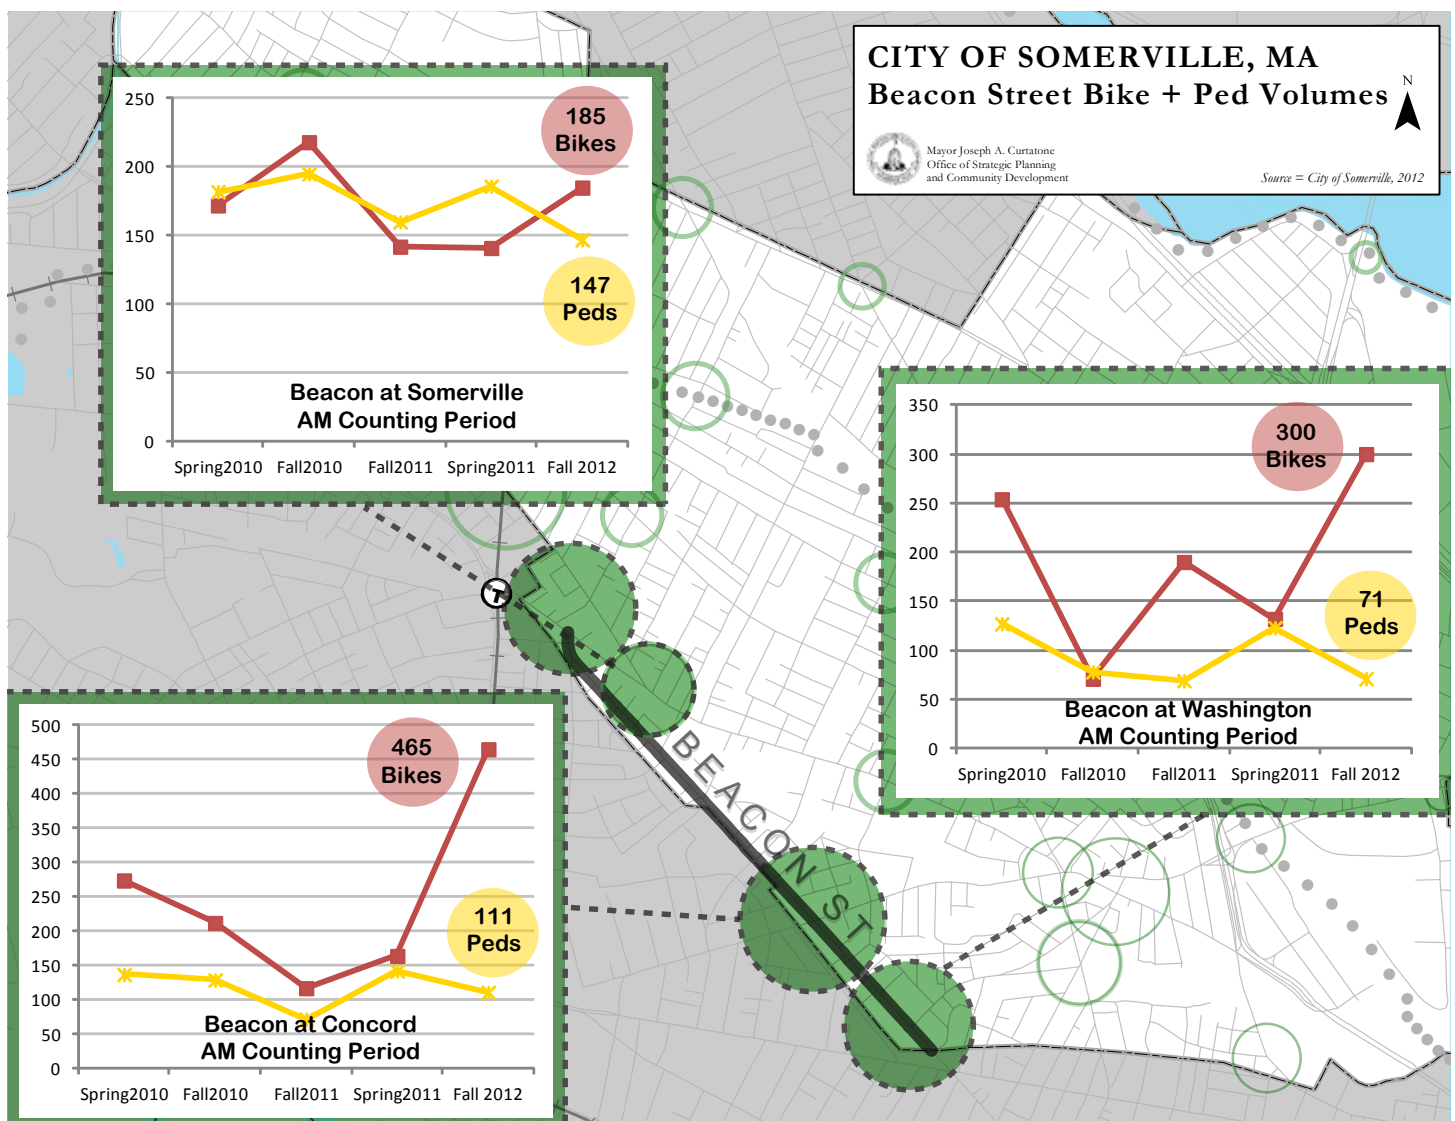 CITY OF SOMERVILLE, MA
Beacon Street Bike + Ped Volumes
N
Mayor Joseph A. Curtatone
Office of Strategic Planning
and Community Development
Source = City of Somerville, 2012
250
200
150
100
50
0
185
Bikes
147
Peds
Beacon at Somerville
AM Counting Period
Spring2010 Fall2010 Fall2011 Spring2011 Fall 2012
350
300
250
200
150
100
50
0
300
Bikes
71
Peds
Beacon at Washington
AM Counting Period
Spring2010 Fall2010 Fall2011 Spring2011 Fall 2012
T
BEACON ST
500
450
400
350
300
250
200
150
100
50
0
465
Bikes
111
Peds
Beacon at Concord
AM Counting Period
Spring2010 Fall2010 Fall2011 Spring2011 Fall 2012